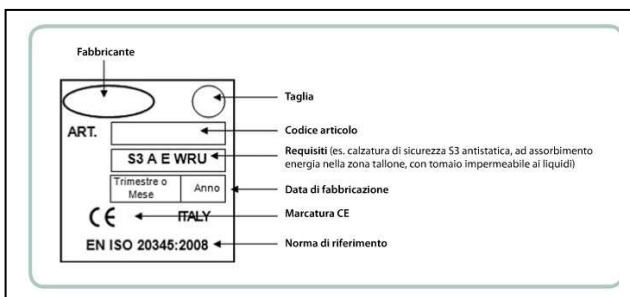 Fabbricante
Taglia
ART.
Codice articolo
S3 A E WRU
Requisiti (es. calzatura di sicurezza S3 antistatica, ad assorbimento
energia nella zona tallone, con tomaio impermeabile ai liquidi)
Trimestre o
Mese
Anno
Data di fabbricazione
CE
ITALY
Marcatura CE
EN ISO 20345:2008
Norma di riferimento